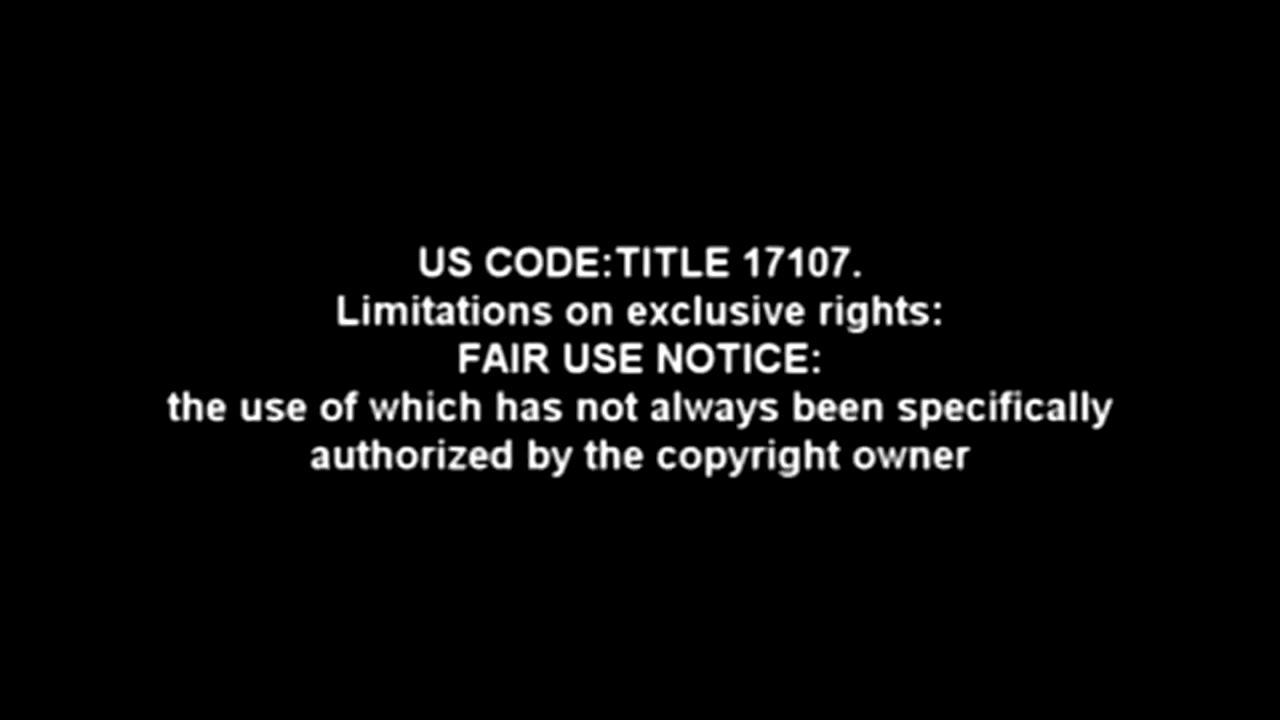 US CODE:TITLE 17107.
Limitations on exclusive rights:
FAIR USE NOTICE:
the use of which has not always been specifically
authorized by the copyright owner